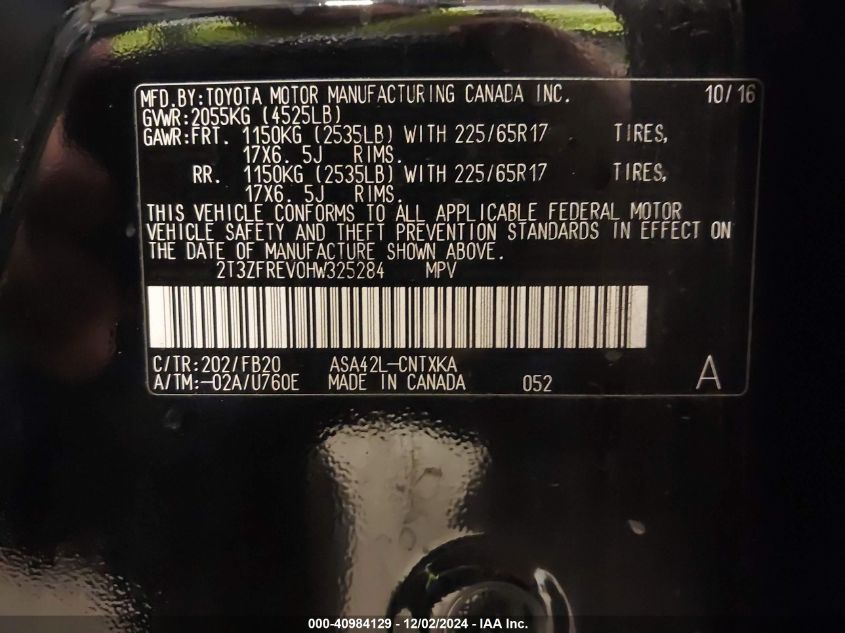 MFD.BY:TOYOTA MOTOR MANUFACTURING CANADA INC. 10/16
GVWR:2055KG (4525LB)
GAWR:FRT. 1150KG (2535LB) WITH 225/65R17 TIRES,
17X6. 5J RIMS.
RR. 1150KG (2535LB) WITH 225/65R17 TIRES,
17X6. 5J RIMS.
THIS VEHICLE CONFORMS TO ALL APPLICABLE FEDERAL MOTOR
VEHICLE SAFETY AND THEFT PREVENTION STANDARDS IN EFFECT ON
THE DATE OF MANUFACTURE SHOWN ABOVE.
2T3ZFREV0HW325284 MPV
C/TR:202/FB20 ASA42L-CNTXKA
A/TM:-02A/U760E MADE IN CANADA 052 A
000-40984129 - 12/02/2024 - IAA Inc.